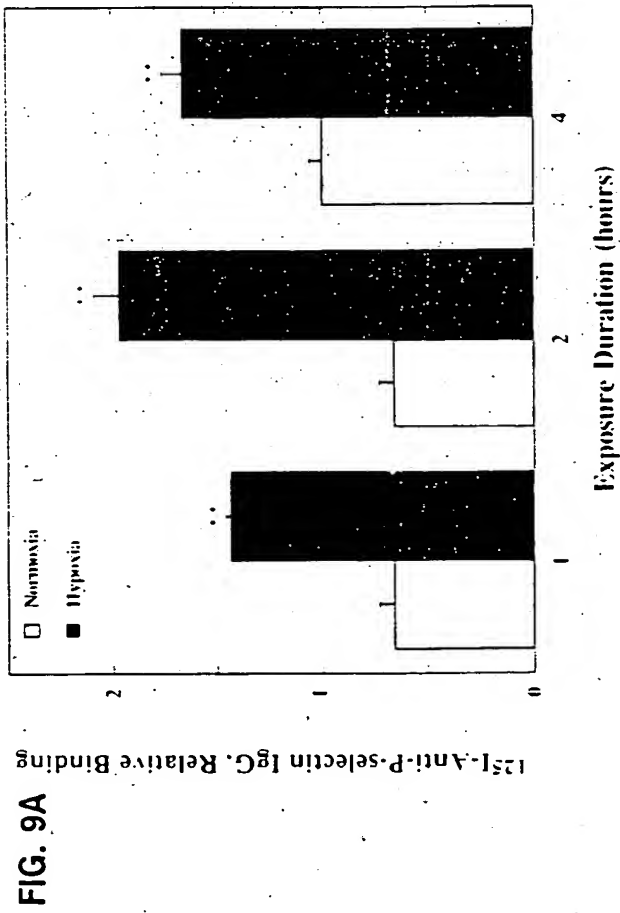 FIG. 9A
¹²⁵I-Anti-P-selectin IgG. Relative Binding
Normoxia
Hypoxia
2
1
0
1
2
4
**
**
**
Exposure Duration (hours)